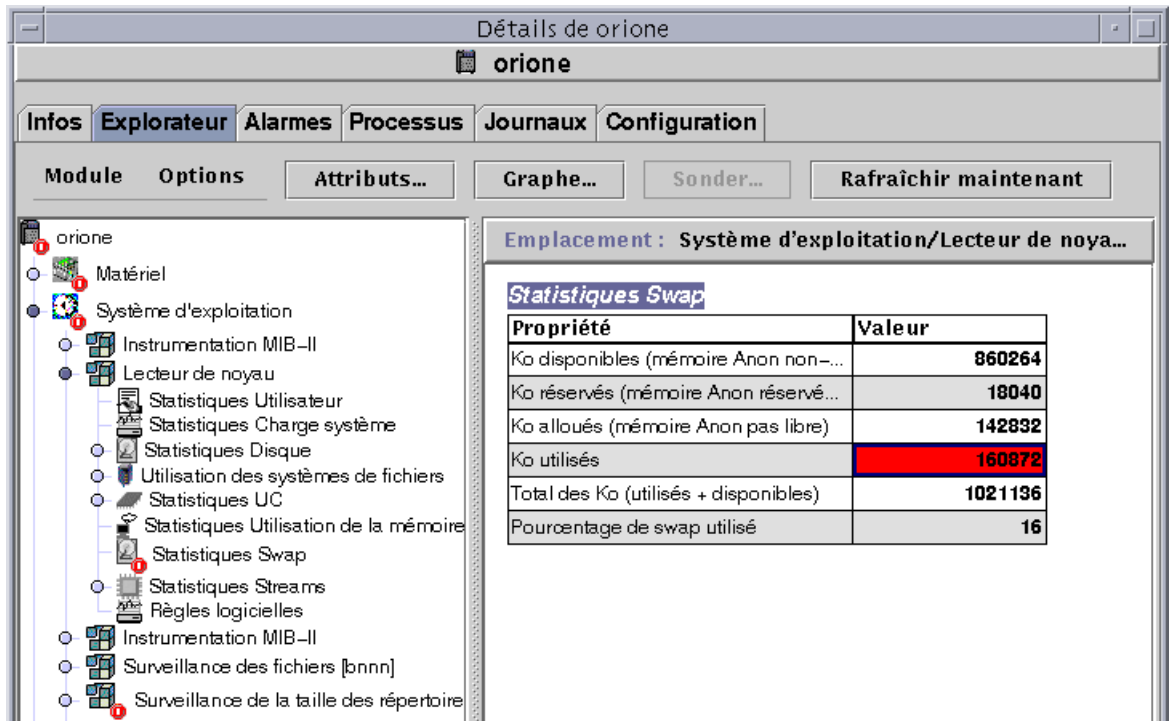 Détails de orione
orione
Infos Explorateur Alarmes Processus Journaux Configuration
Module Options Attributs... Graphe... Sonder... Rafraîchir maintenant
orione
Matériel
Système d'exploitation
Instrumentation MIB-II
Lecteur de noyau
Statistiques Utilisateur
Statistiques Charge système
Statistiques Disque
Utilisation des systèmes de fichiers
Statistiques UC
Statistiques Utilisation de la mémoire
Statistiques Swap
Statistiques Streams
Règles logicielles
Instrumentation MIB-II
Surveillance des fichiers [bnnn]
Surveillance de la taille des répertoire
Emplacement : Système d'exploitation/Lecteur de noya...
Statistiques Swap
Propriété Valeur
Ko disponibles (mémoire Anon non-... 860264
Ko réservés (mémoire Anon réservé... 18040
Ko alloués (mémoire Anon pas libre) 142832
Ko utilisés 160872
Total des Ko (utilisés + disponibles) 1021136
Pourcentage de swap utilisé 16